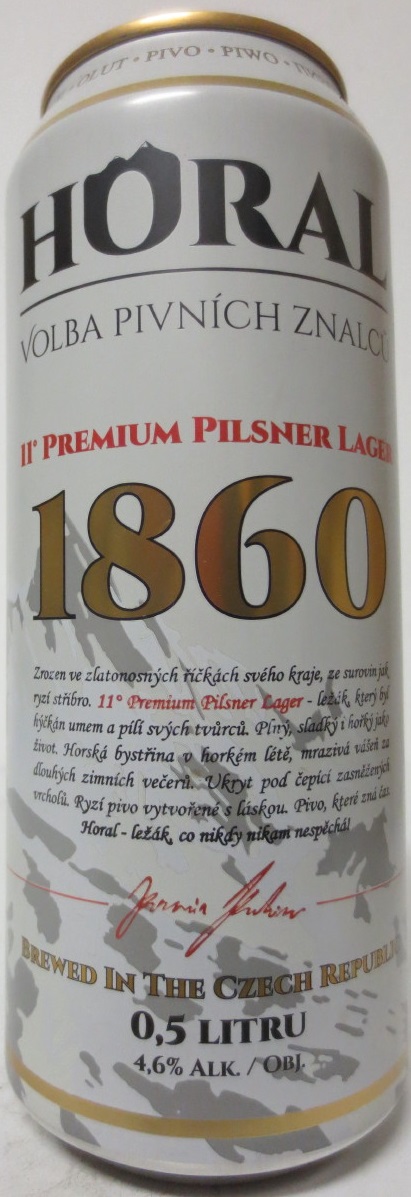 ÖLUT • PIVO • PIWO •
HORAL
VOLBA PIVNÍCH ZNALCŮ
11° PREMIUM PILSNER LAGER
1860
Zrozen ve zlatonosných říčkách svého kraje, ze surovin jak
ryzí stříbro. 11° Premium Pilsner Lager - ležák, který byl
hýčkán umem a pílí svých tvůrců. Plný, sladký i hořký jako
život. Horská bystřina v horkém létě, mrazivá vášeň za
dlouhých zimních večerů. Ukryt pod čepicí zasněžených
vrcholů. Ryzí pivo vytvořené s láskou. Pivo, které zná čas.
Horal - ležák, co nikdy nikam nespěchá!
BREWED IN THE CZECH REPUBLIC
0,5 LITRU
4,6% ALK. / OBJ.